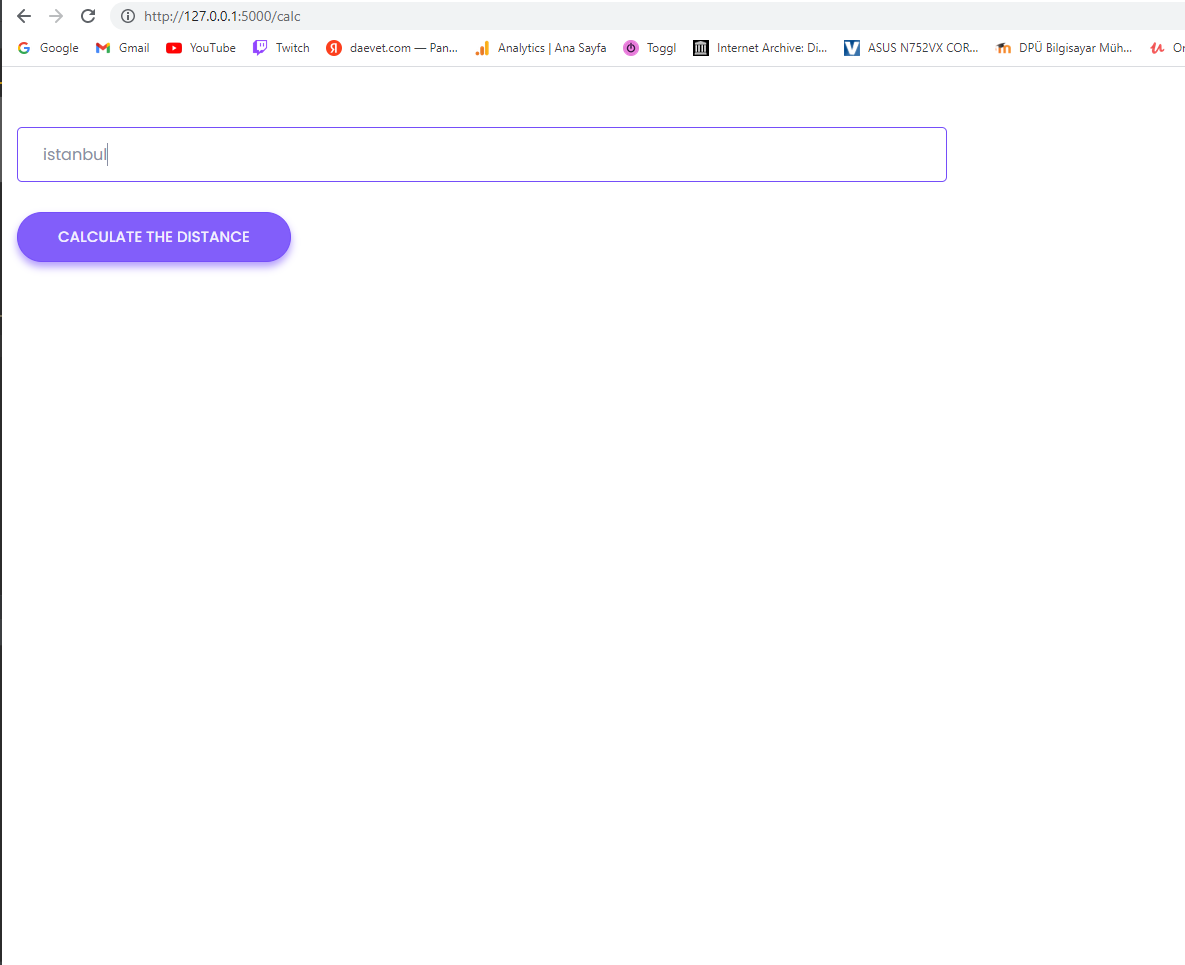 http://127.0.0.1:5000/calc
Google Gmail YouTube Twitch daevet.com — Pan... Analytics | Ana Sayfa Toggl Internet Archive: Di... ASUS N752VX COR... DPÜ Bilgisayar Müh... 
istanbul
CALCULATE THE DISTANCE